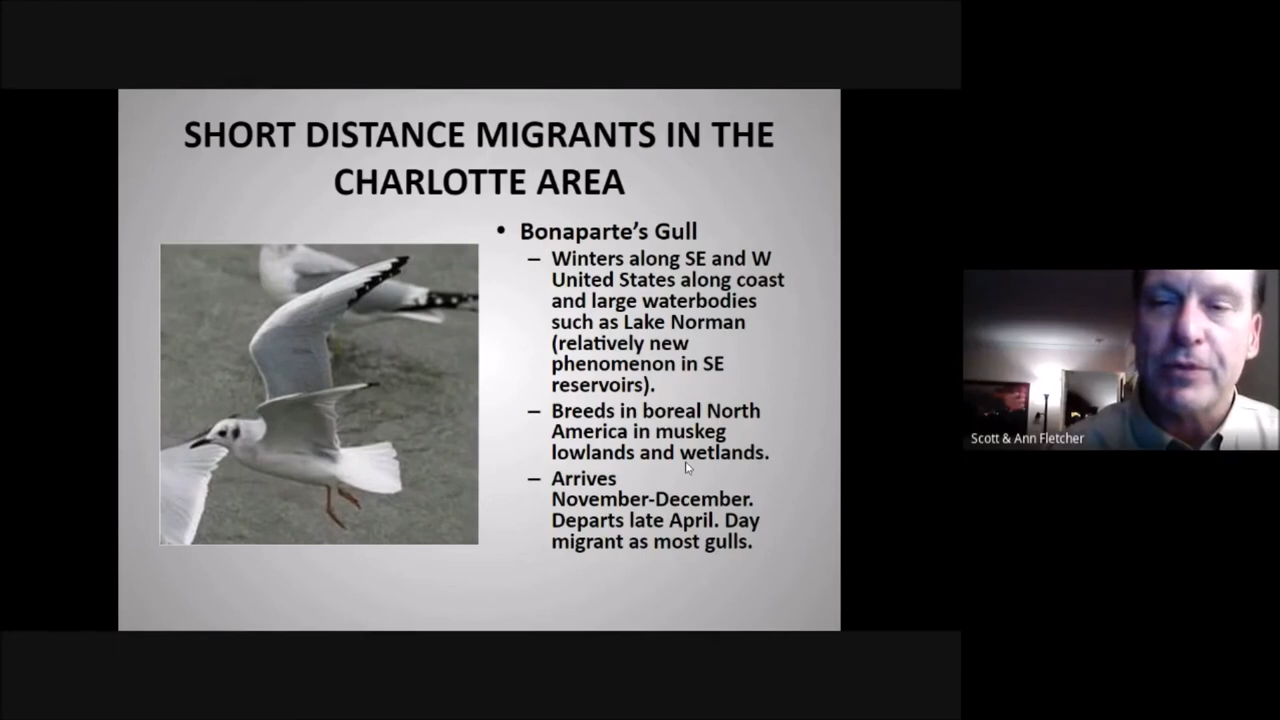 SHORT DISTANCE MIGRANTS IN THE
CHARLOTTE AREA
• Bonaparte’s Gull
– Winters along SE and W
United States along coast
and large waterbodies
such as Lake Norman
(relatively new
phenomenon in SE
reservoirs).
– Breeds in boreal North
America in muskeg
lowlands and wetlands.
– Arrives
November-December.
Departs late April. Day
migrant as most gulls.
Scott & Ann Fletcher